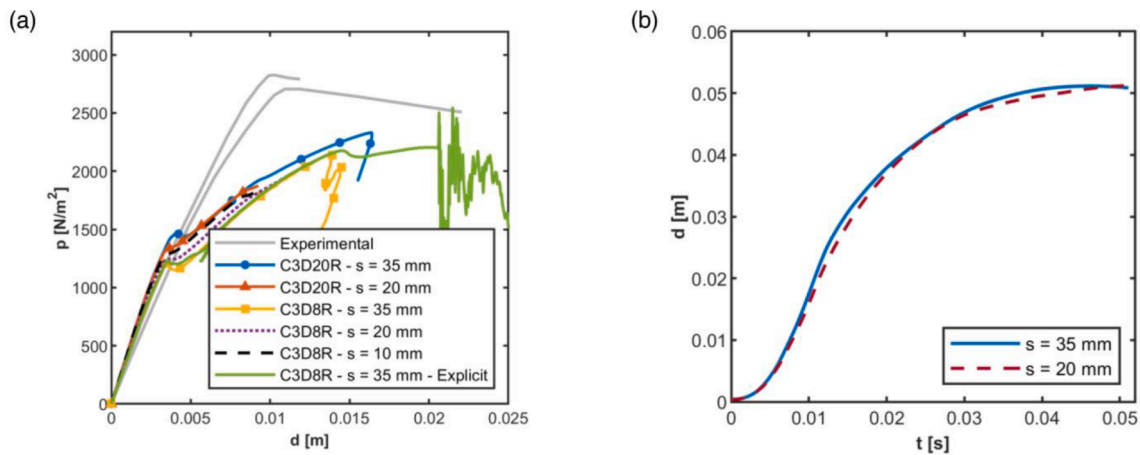 (a)
3000
2500
2000
1500
1000
500
0
p [N/m²]
Experimental
C3D20R - s = 35 mm
C3D20R - s = 20 mm
C3D8R - s = 35 mm
C3D8R - s = 20 mm
C3D8R - s = 10 mm
C3D8R - s = 35 mm - Explicit
0 0.005 0.01 0.015 0.02 0.025
d [m]
(b)
0.06
0.05
0.04
0.03
0.02
0.01
0
d [m]
s = 35 mm
s = 20 mm
0 0.01 0.02 0.03 0.04 0.05
t [s]